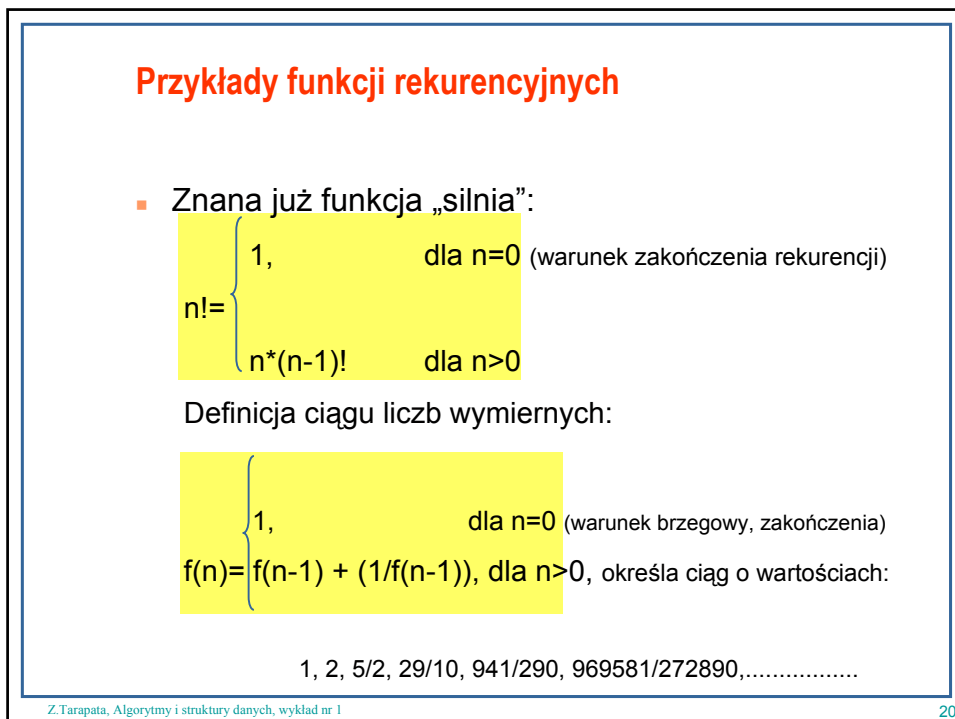 Przykłady funkcji rekurencyjnych
Znana już funkcja „silnia”:
1, dla n=0 (warunek zakończenia rekurencji)
n!=
n*(n-1)! dla n>0
Definicja ciągu liczb wymiernych:
1, dla n=0 (warunek brzegowy, zakończenia)
f(n)= f(n-1) + (1/f(n-1)), dla n>0, określa ciąg o wartościach:
1, 2, 5/2, 29/10, 941/290, 969581/272890,.................
Z.Tarapata, Algorytmy i struktury danych, wykład nr 1
20